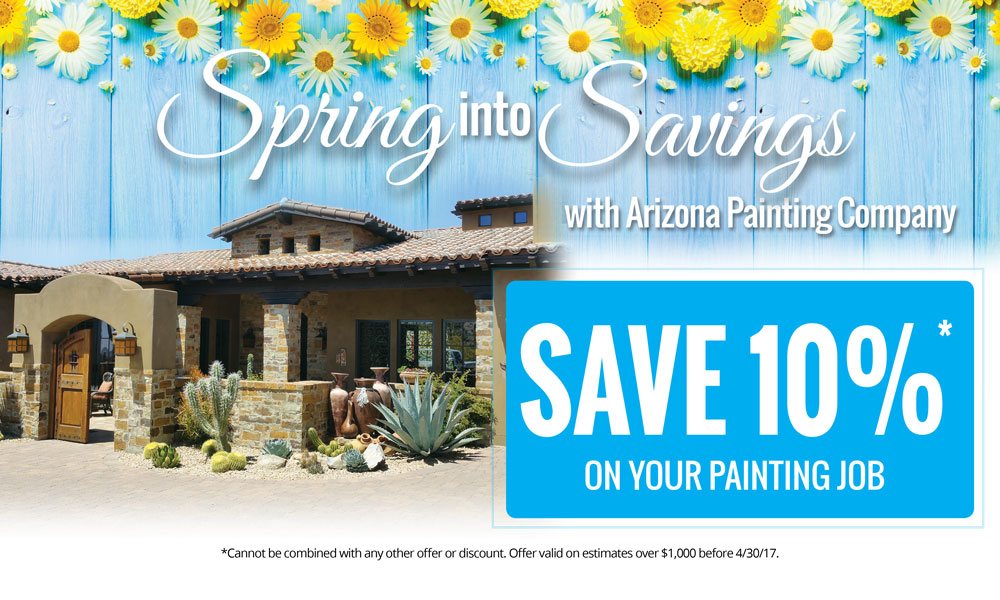 Spring into Savings
with Arizona Painting Company
SAVE 10%*
ON YOUR PAINTING JOB
*Cannot be combined with any other offer or discount. Offer valid on estimates over $1,000 before 4/30/17.